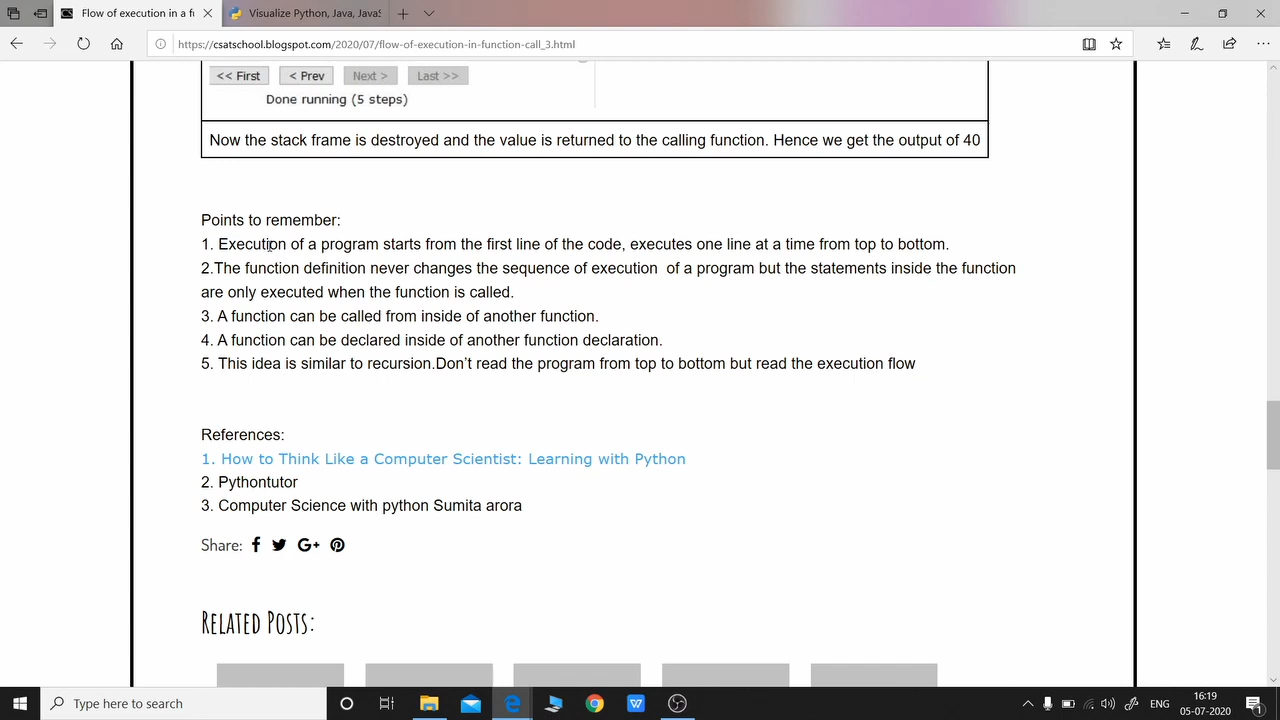 Flow of execution in a fu
Visualize Python, Java, JavaS
https://csatschool.blogspot.com/2020/07/flow-of-execution-in-function-call_3.html
<< First < Prev Next > Last >>
Done running (5 steps)
Now the stack frame is destroyed and the value is returned to the calling function. Hence we get the output of 40
Points to remember:
1. Execution of a program starts from the first line of the code, executes one line at a time from top to bottom.
2.The function definition never changes the sequence of execution  of a program but the statements inside the function
are only executed when the function is called.
3. A function can be called from inside of another function.
4. A function can be declared inside of another function declaration.
5. This idea is similar to recursion.Don’t read the program from top to bottom but read the execution flow
References:
1. How to Think Like a Computer Scientist: Learning with Python
2. Pythontutor
3. Computer Science with python Sumita arora
Share:
RELATED POSTS:
Type here to search
ENG
16:19
05-07-2020